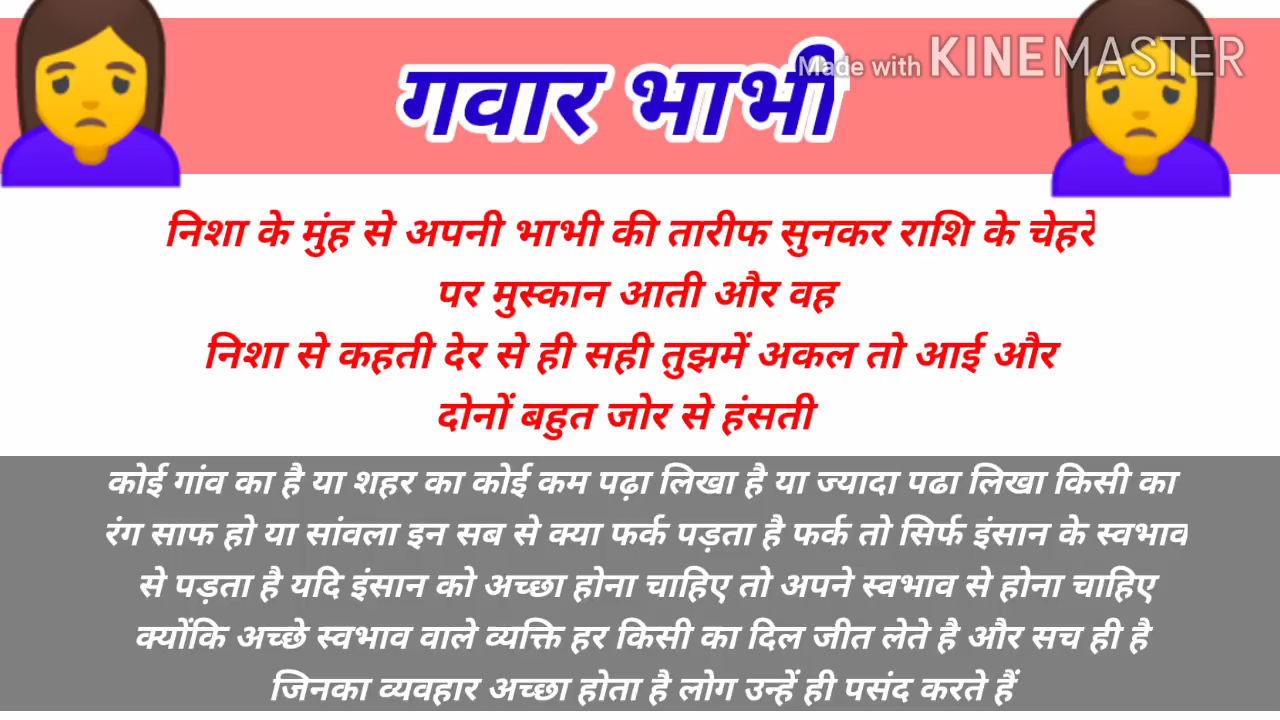 गवार भाभी
Made with KINEMASTER
निशा के मुंह से अपनी भाभी की तारीफ सुनकर राशि के चेहरे
पर मुस्कान आती और वह
निशा से कहती देर से ही सही तुझमें अकल तो आई और
दोनों बहुत जोर से हंसती
कोई गांव का है या शहर का कोई कम पढ़ा लिखा है या ज्यादा पढा लिखा किसी का
रंग साफ हो या सांवला इन सब से क्या फर्क पड़ता है फर्क तो सिर्फ इंसान के स्वभाव
से पड़ता है यदि इंसान को अच्छा होना चाहिए तो अपने स्वभाव से होना चाहिए
क्योंकि अच्छे स्वभाव वाले व्यक्ति हर किसी का दिल जीत लेते है और सच ही है
जिनका व्यवहार अच्छा होता है लोग उन्हें ही पसंद करते हैं